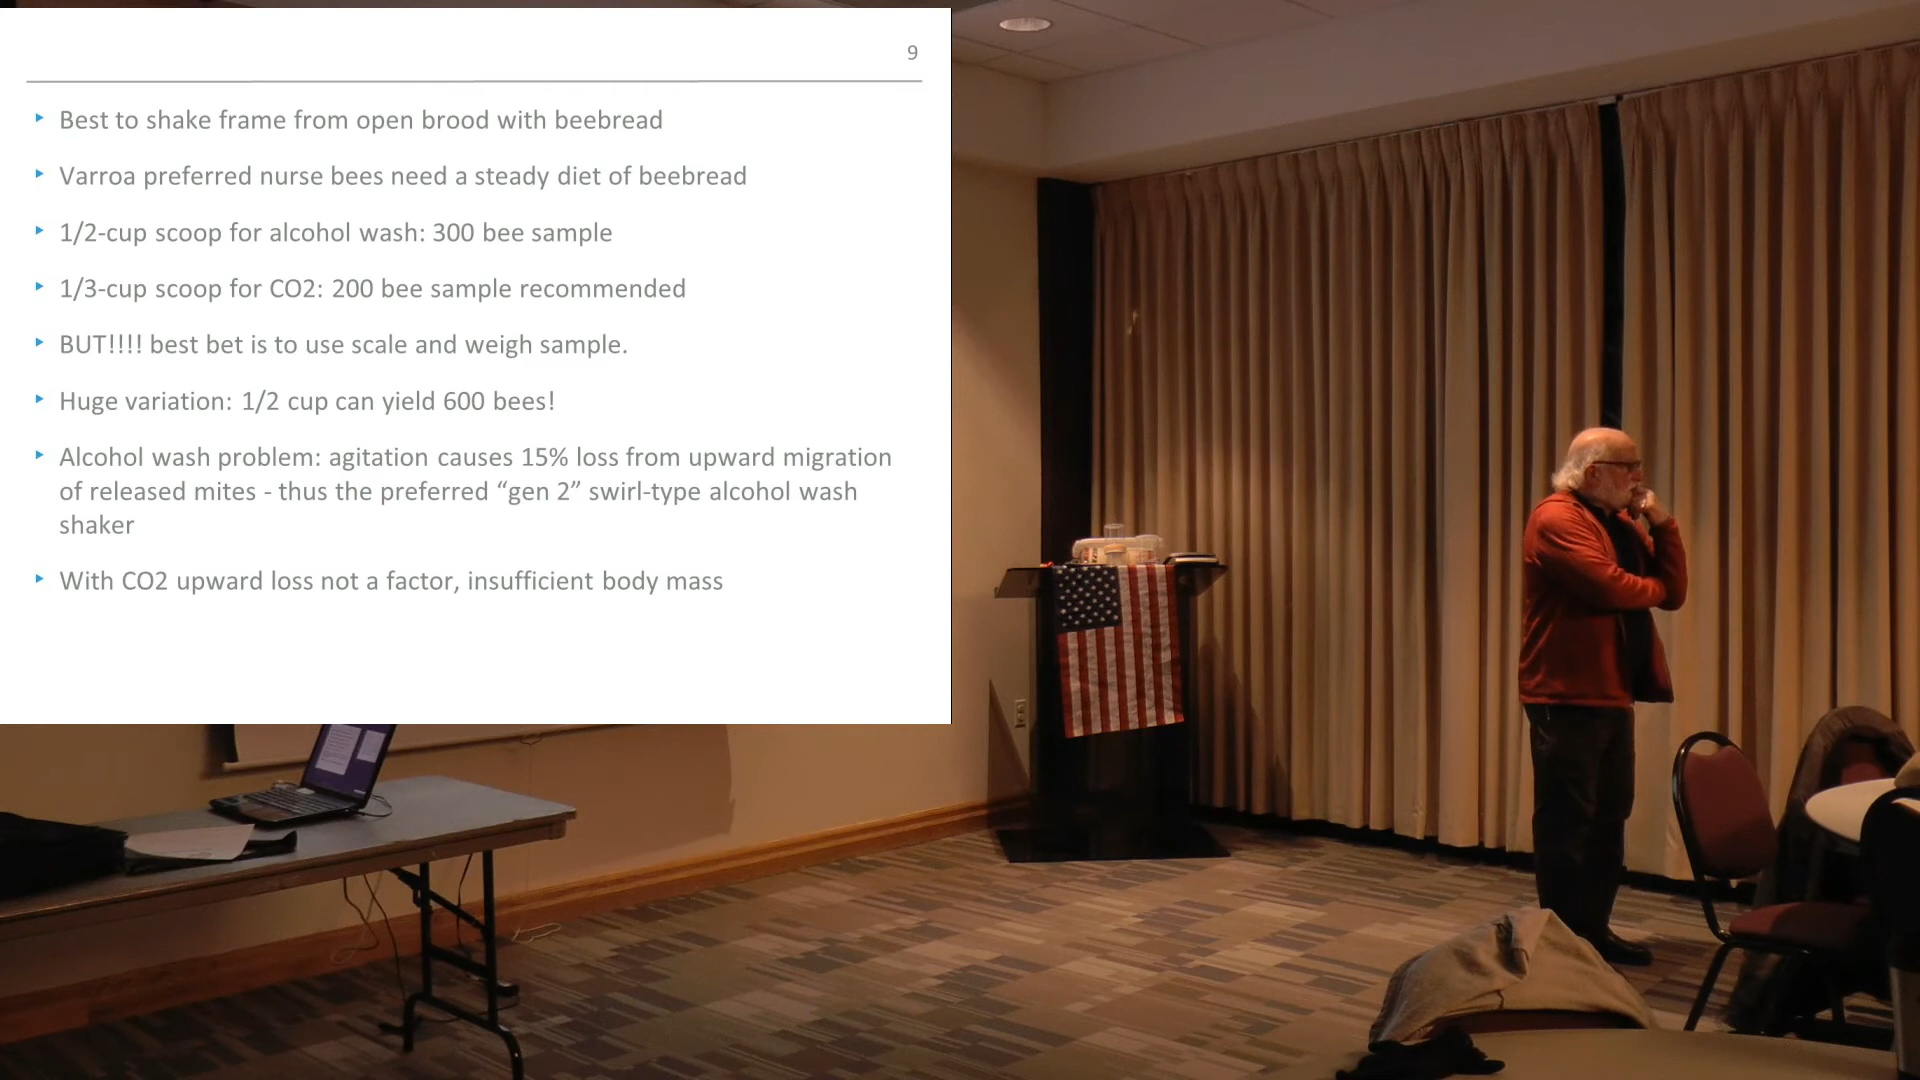 9
Best to shake frame from open brood with beebread
Varroa preferred nurse bees need a steady diet of beebread
1/2-cup scoop for alcohol wash: 300 bee sample
1/3-cup scoop for CO2: 200 bee sample recommended
BUT!!!! best bet is to use scale and weigh sample.
Huge variation: 1/2 cup can yield 600 bees!
Alcohol wash problem: agitation causes 15% loss from upward migration
of released mites - thus the preferred “gen 2” swirl-type alcohol wash
shaker
With CO2 upward loss not a factor, insufficient body mass